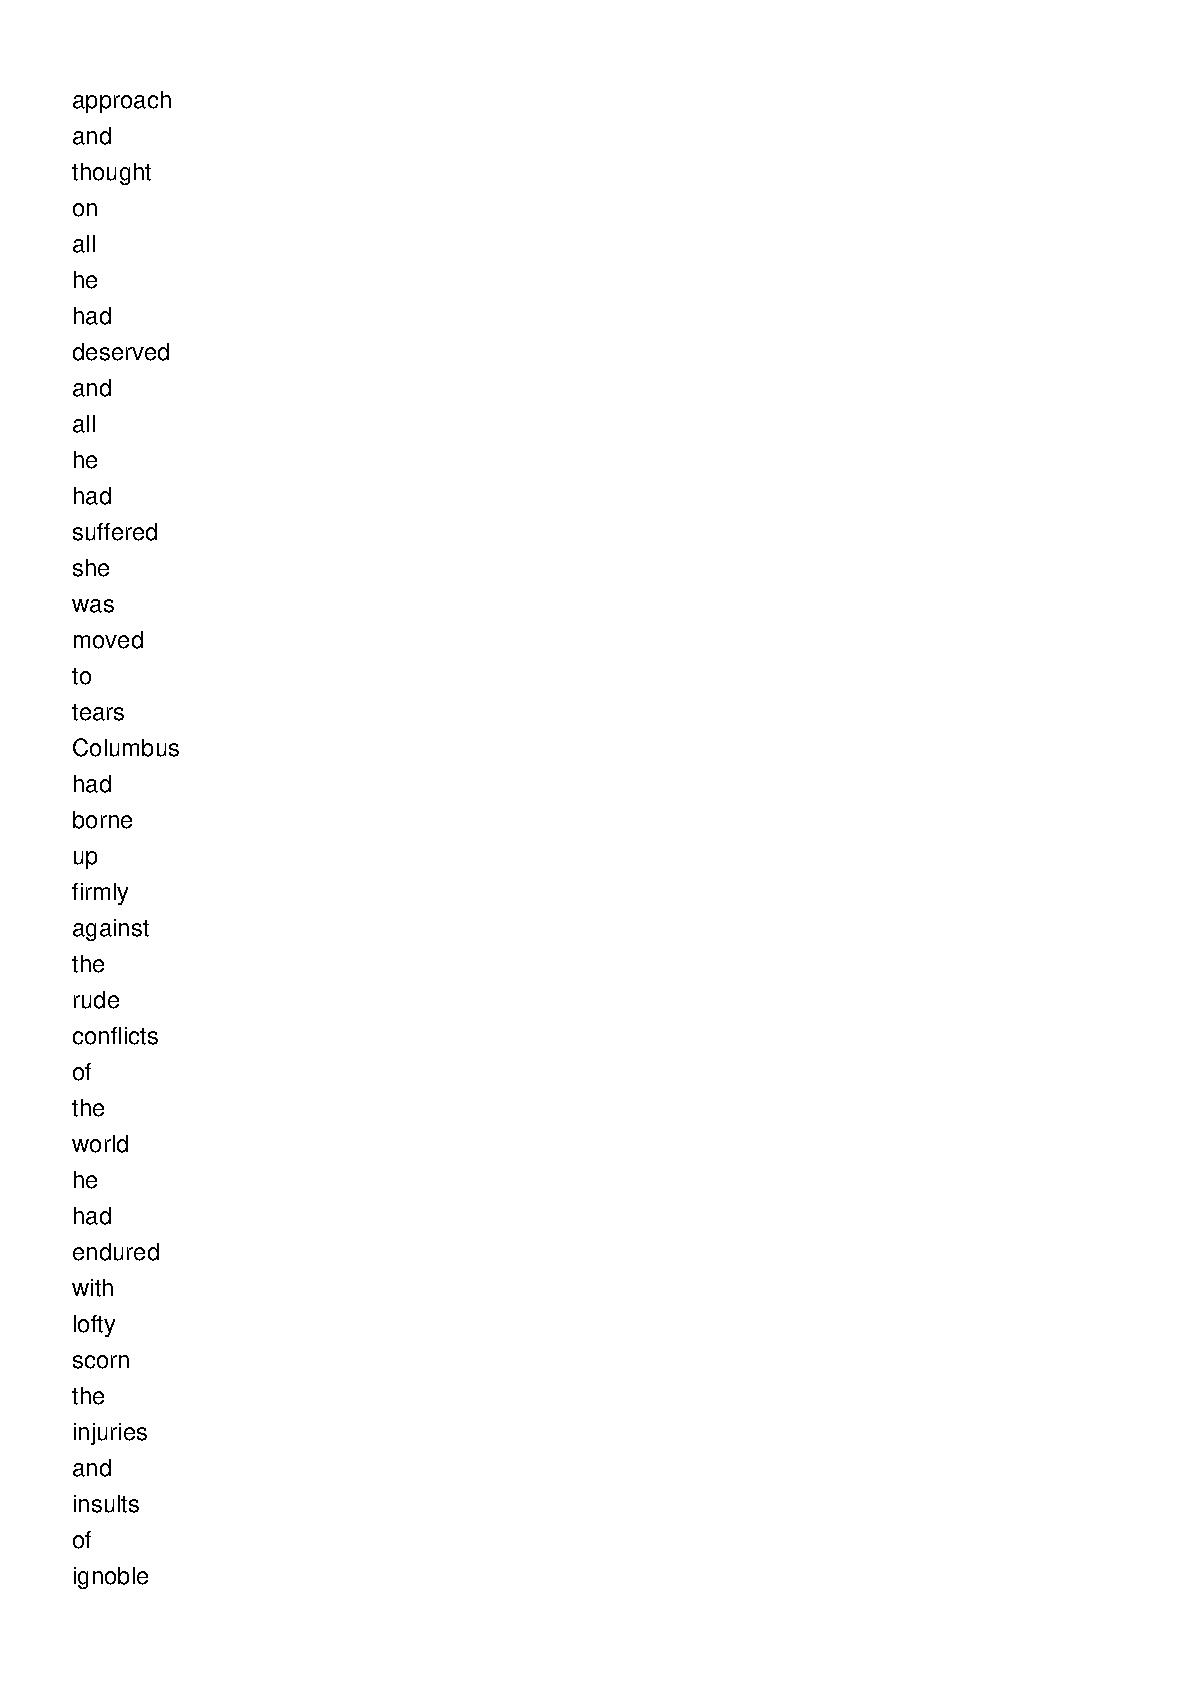 approach
and
thought
on
all
he
had
deserved
and
all
he
had
suffered
she
was
moved
to
tears
Columbus
had
borne
up
firmly
against
the
rude
conflicts
of
the
world
he
had
endured
with
lofty
scorn
the
injuries
and
insults
of
ignoble